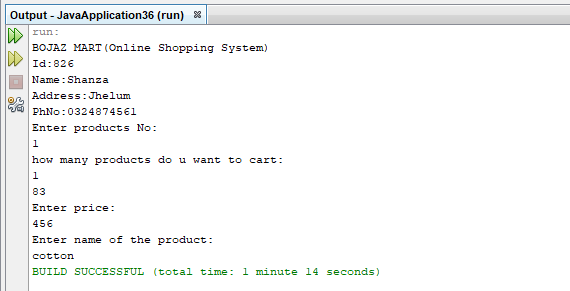 Output - JavaApplication36 (run)
run:
BOJAZ MART(Online Shopping System)
Id:826
Name:Shanza
Address:Jhelum
PhNo:0324874561
Enter products No:
1
how many products do u want to cart:
1
83
Enter price:
456
Enter name of the product:
cotton
BUILD SUCCESSFUL (total time: 1 minute 14 seconds)